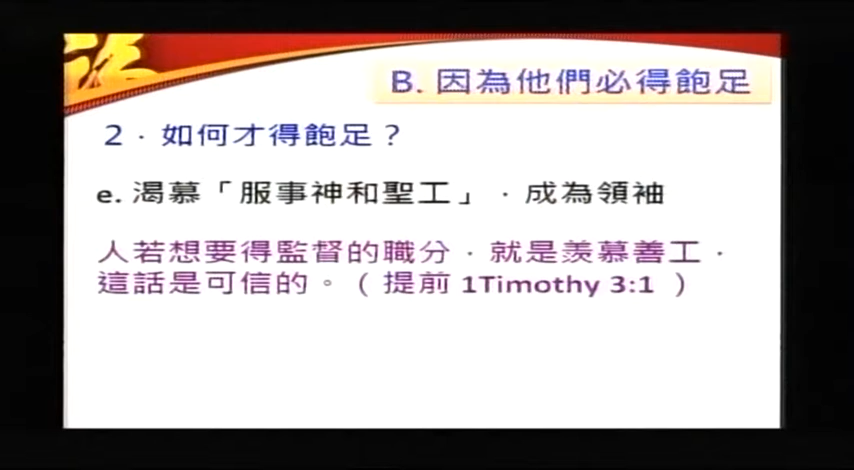 B. 因為他們必得飽足
2．如何才得飽足？
e. 渴慕「服事神和聖工」﹐成為領袖
人若想要得監督的職分﹐就是羨慕善工﹐
這話是可信的。（提前 1Timothy 3:1 ）